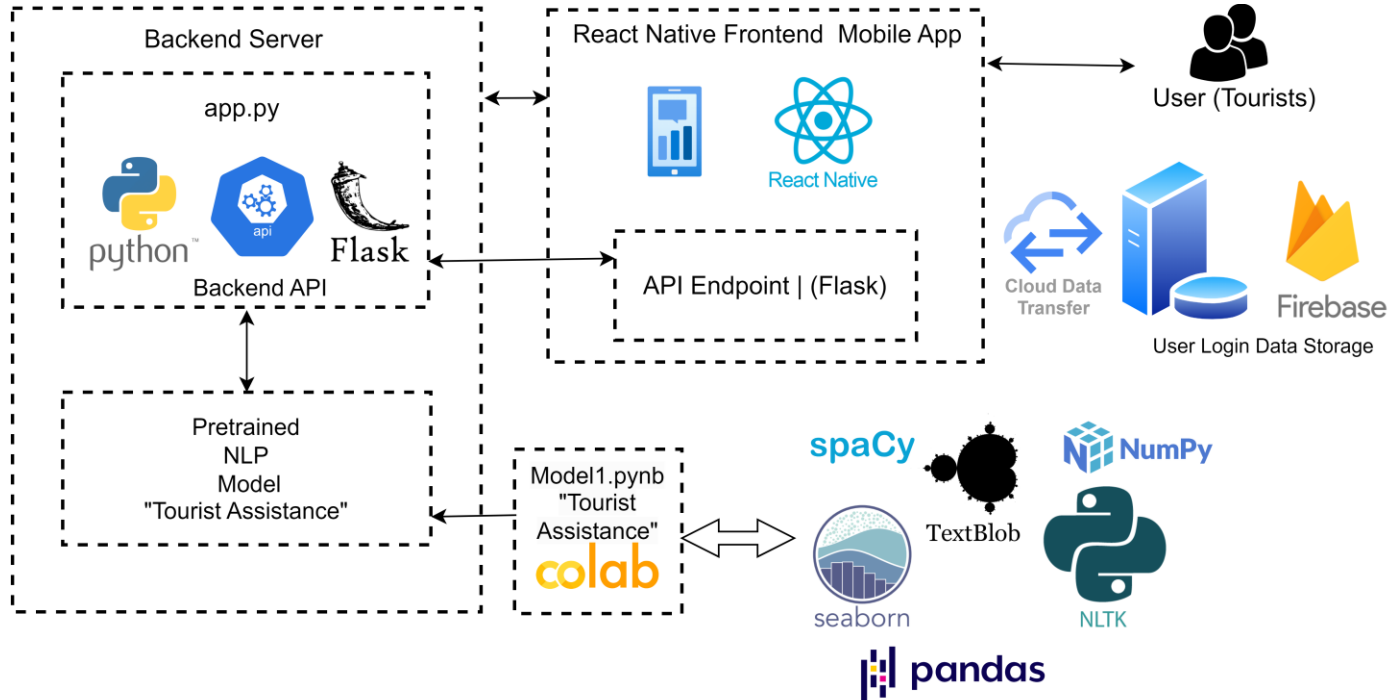 Backend Server
app.py
python™
api
Flask
Backend API
Pretrained
NLP
Model
"Tourist Assistance"
React Native Frontend  Mobile App
React Native
API Endpoint | (Flask)
User (Tourists)
Cloud Data
Transfer
Firebase
User Login Data Storage
Model1.pynb
"Tourist
Assistance"
colab
spaCy
TextBlob
NumPy
seaborn
NLTK
pandas